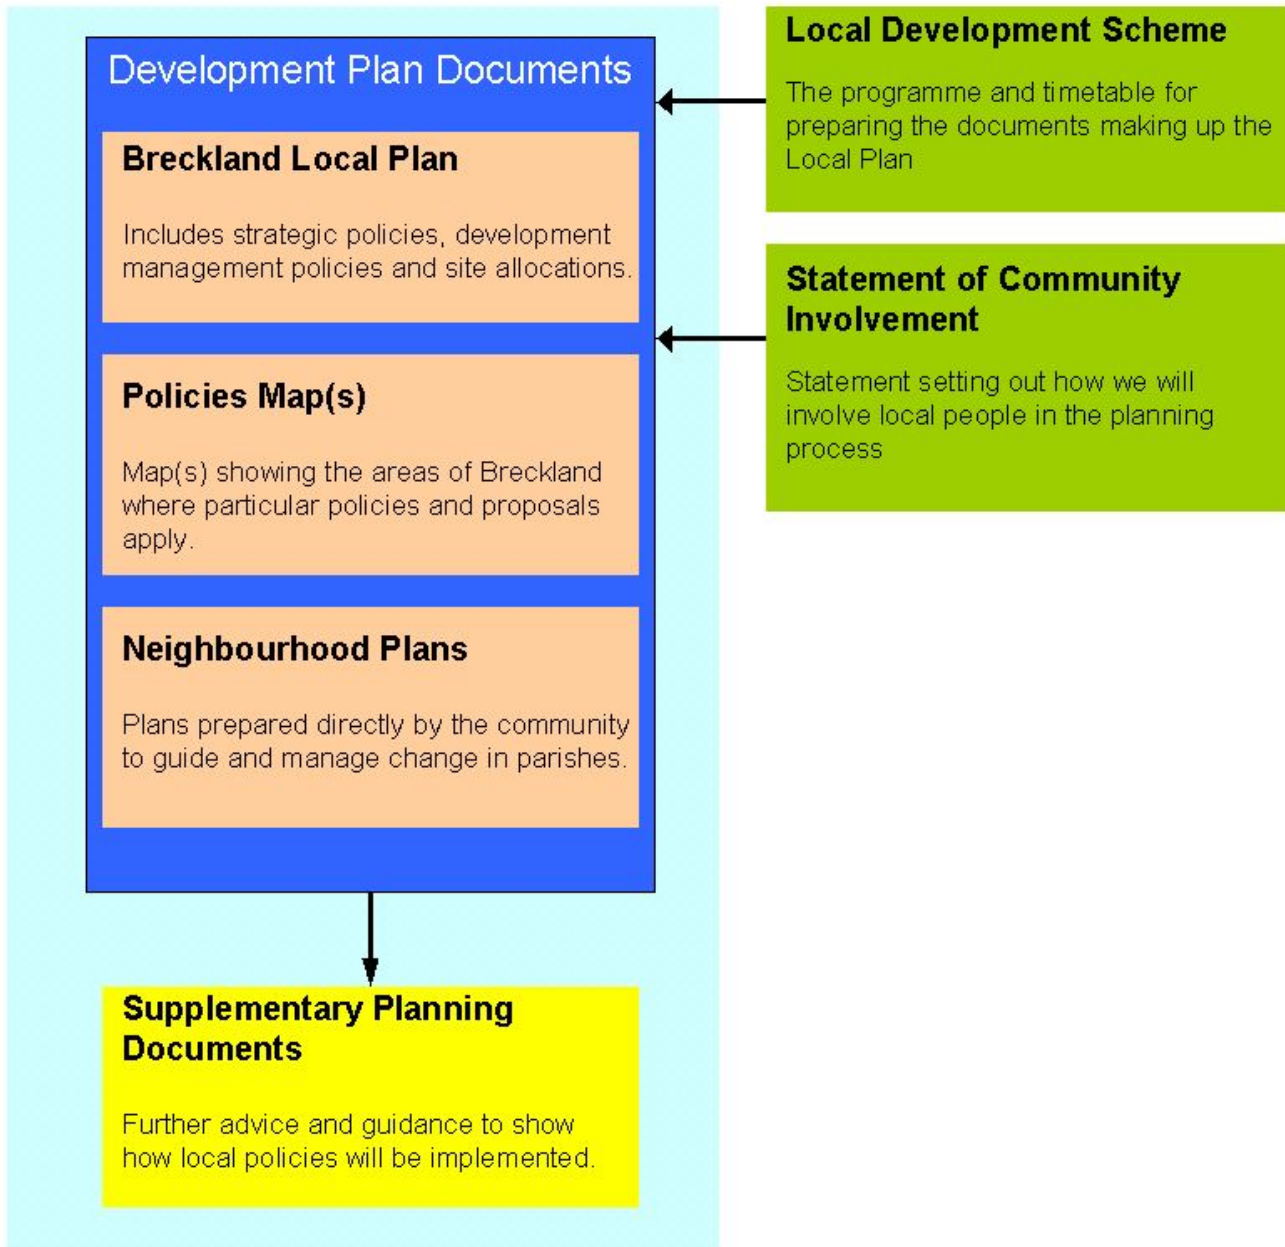 Development Plan Documents
Breckland Local Plan
Includes strategic policies, development
management policies and site allocations.
Policies Map(s)
Map(s) showing the areas of Breckland
where particular policies and proposals
apply.
Neighbourhood Plans
Plans prepared directly by the community
to guide and manage change in parishes.
Supplementary Planning
Documents
Further advice and guidance to show
how local policies will be implemented.
Local Development Scheme
The programme and timetable for
preparing the documents making up the
Local Plan
Statement of Community
Involvement
Statement setting out how we will
involve local people in the planning
process